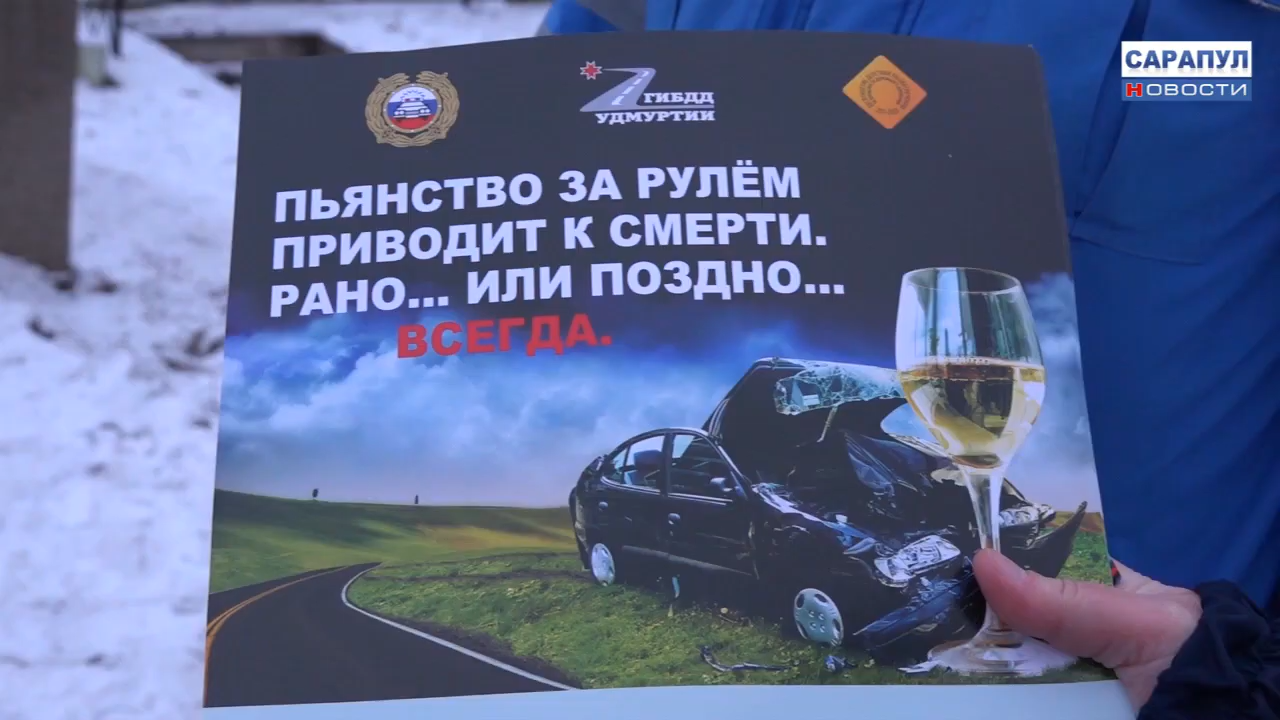 САРАПУЛ
НОВОСТИ
ГИБДД
УДМУРТИИ
ПЬЯНСТВО ЗА РУЛЁМ
ПРИВОДИТ К СМЕРТИ.
РАНО... ИЛИ ПОЗДНО...
ВСЕГДА.